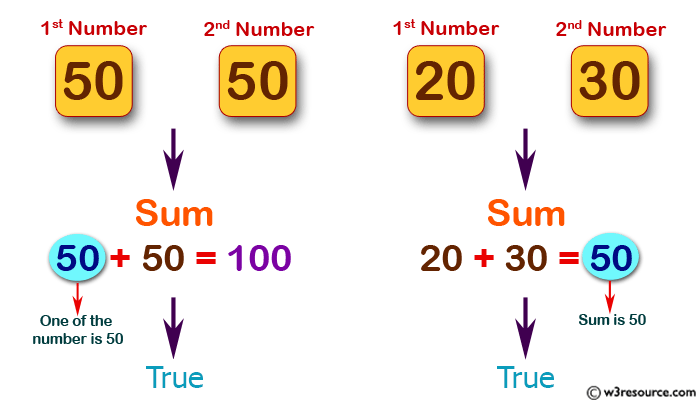 1st Number 2nd Number
50 50
Sum
50 + 50 = 100
One of the
number is 50
True
1st Number 2nd Number
20 30
Sum
20 + 30 = 50
Sum is 50
True
© w3resource.com